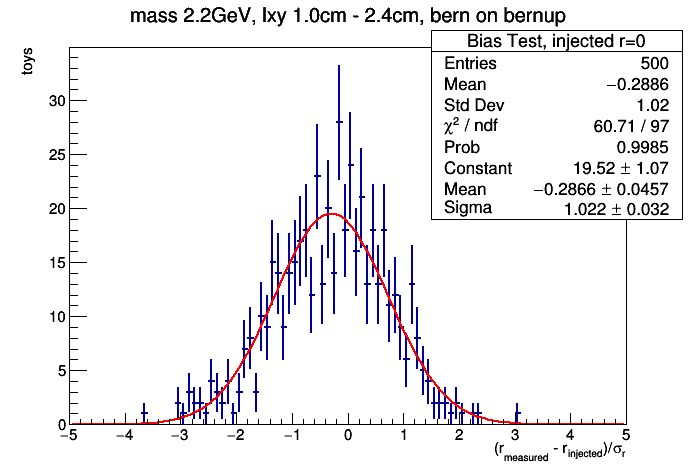 mass 2.2GeV, lxy 1.0cm - 2.4cm, bern on bernup
Bias Test, injected r=0
Entries 500
Mean −0.2886
Std Dev 1.02
χ² / ndf 60.71 / 97
Prob 0.9985
Constant 19.52 ± 1.07
Mean −0.2866 ± 0.0457
Sigma 1.022 ± 0.032
toys
30
25
20
15
10
5
0
−5 −4 −3 −2 −1 0 1 2 3 4 5
(r_measured - r_injected)/σ_r